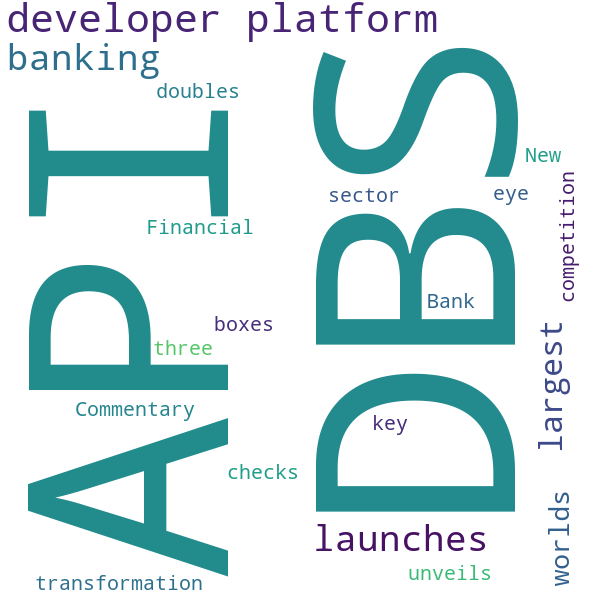 developer platform
banking
doubles
API
DBS
New
sector
eye
competition
Financial
Bank
boxes
three
largest
Commentary
key
checks
worlds
launches
unveils
transformation